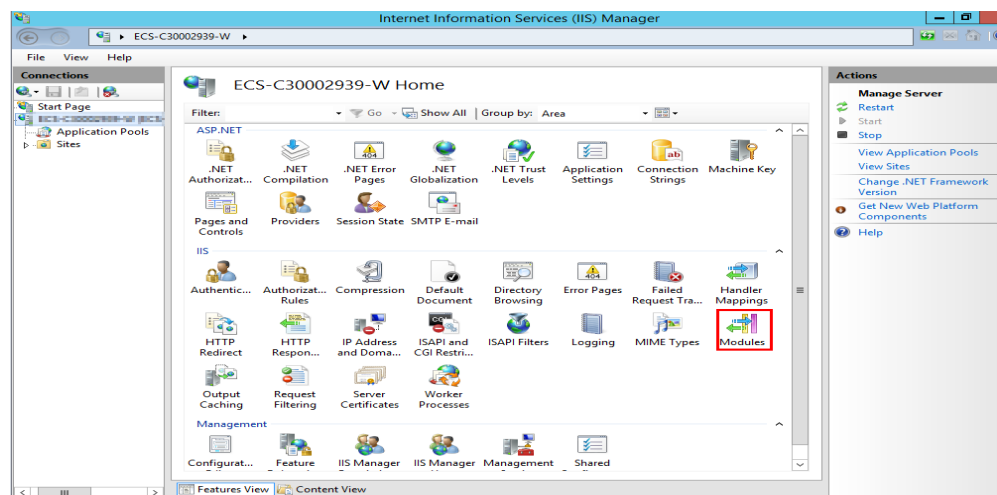 Internet Information Services (IIS) Manager
ECS-C30002939-W
File View Help
Connections
Start Page
Application Pools
Sites
ECS-C30002939-W Home
Filter: Go Show All Group by: Area
ASP.NET
.NET Authorizat... .NET Compilation .NET Error Pages .NET Globalization .NET Trust Levels Application Settings Connection Strings Machine Key
Pages and Controls Providers Session State SMTP E-mail
IIS
Authentic... Authorizat... Rules Compression Default Document Directory Browsing Error Pages Failed Request Tra... Handler Mappings
HTTP Redirect HTTP Respon... IP Address and Doma... ISAPI and CGI Restri... ISAPI Filters Logging MIME Types Modules
Output Caching Request Filtering Server Certificates Worker Processes
Management
Configurat... Feature IIS Manager IIS Manager Management Shared
Features View Content View
Actions
Manage Server
Restart
Start
Stop
View Application Pools
View Sites
Change .NET Framework
Version
Get New Web Platform
Components
Help